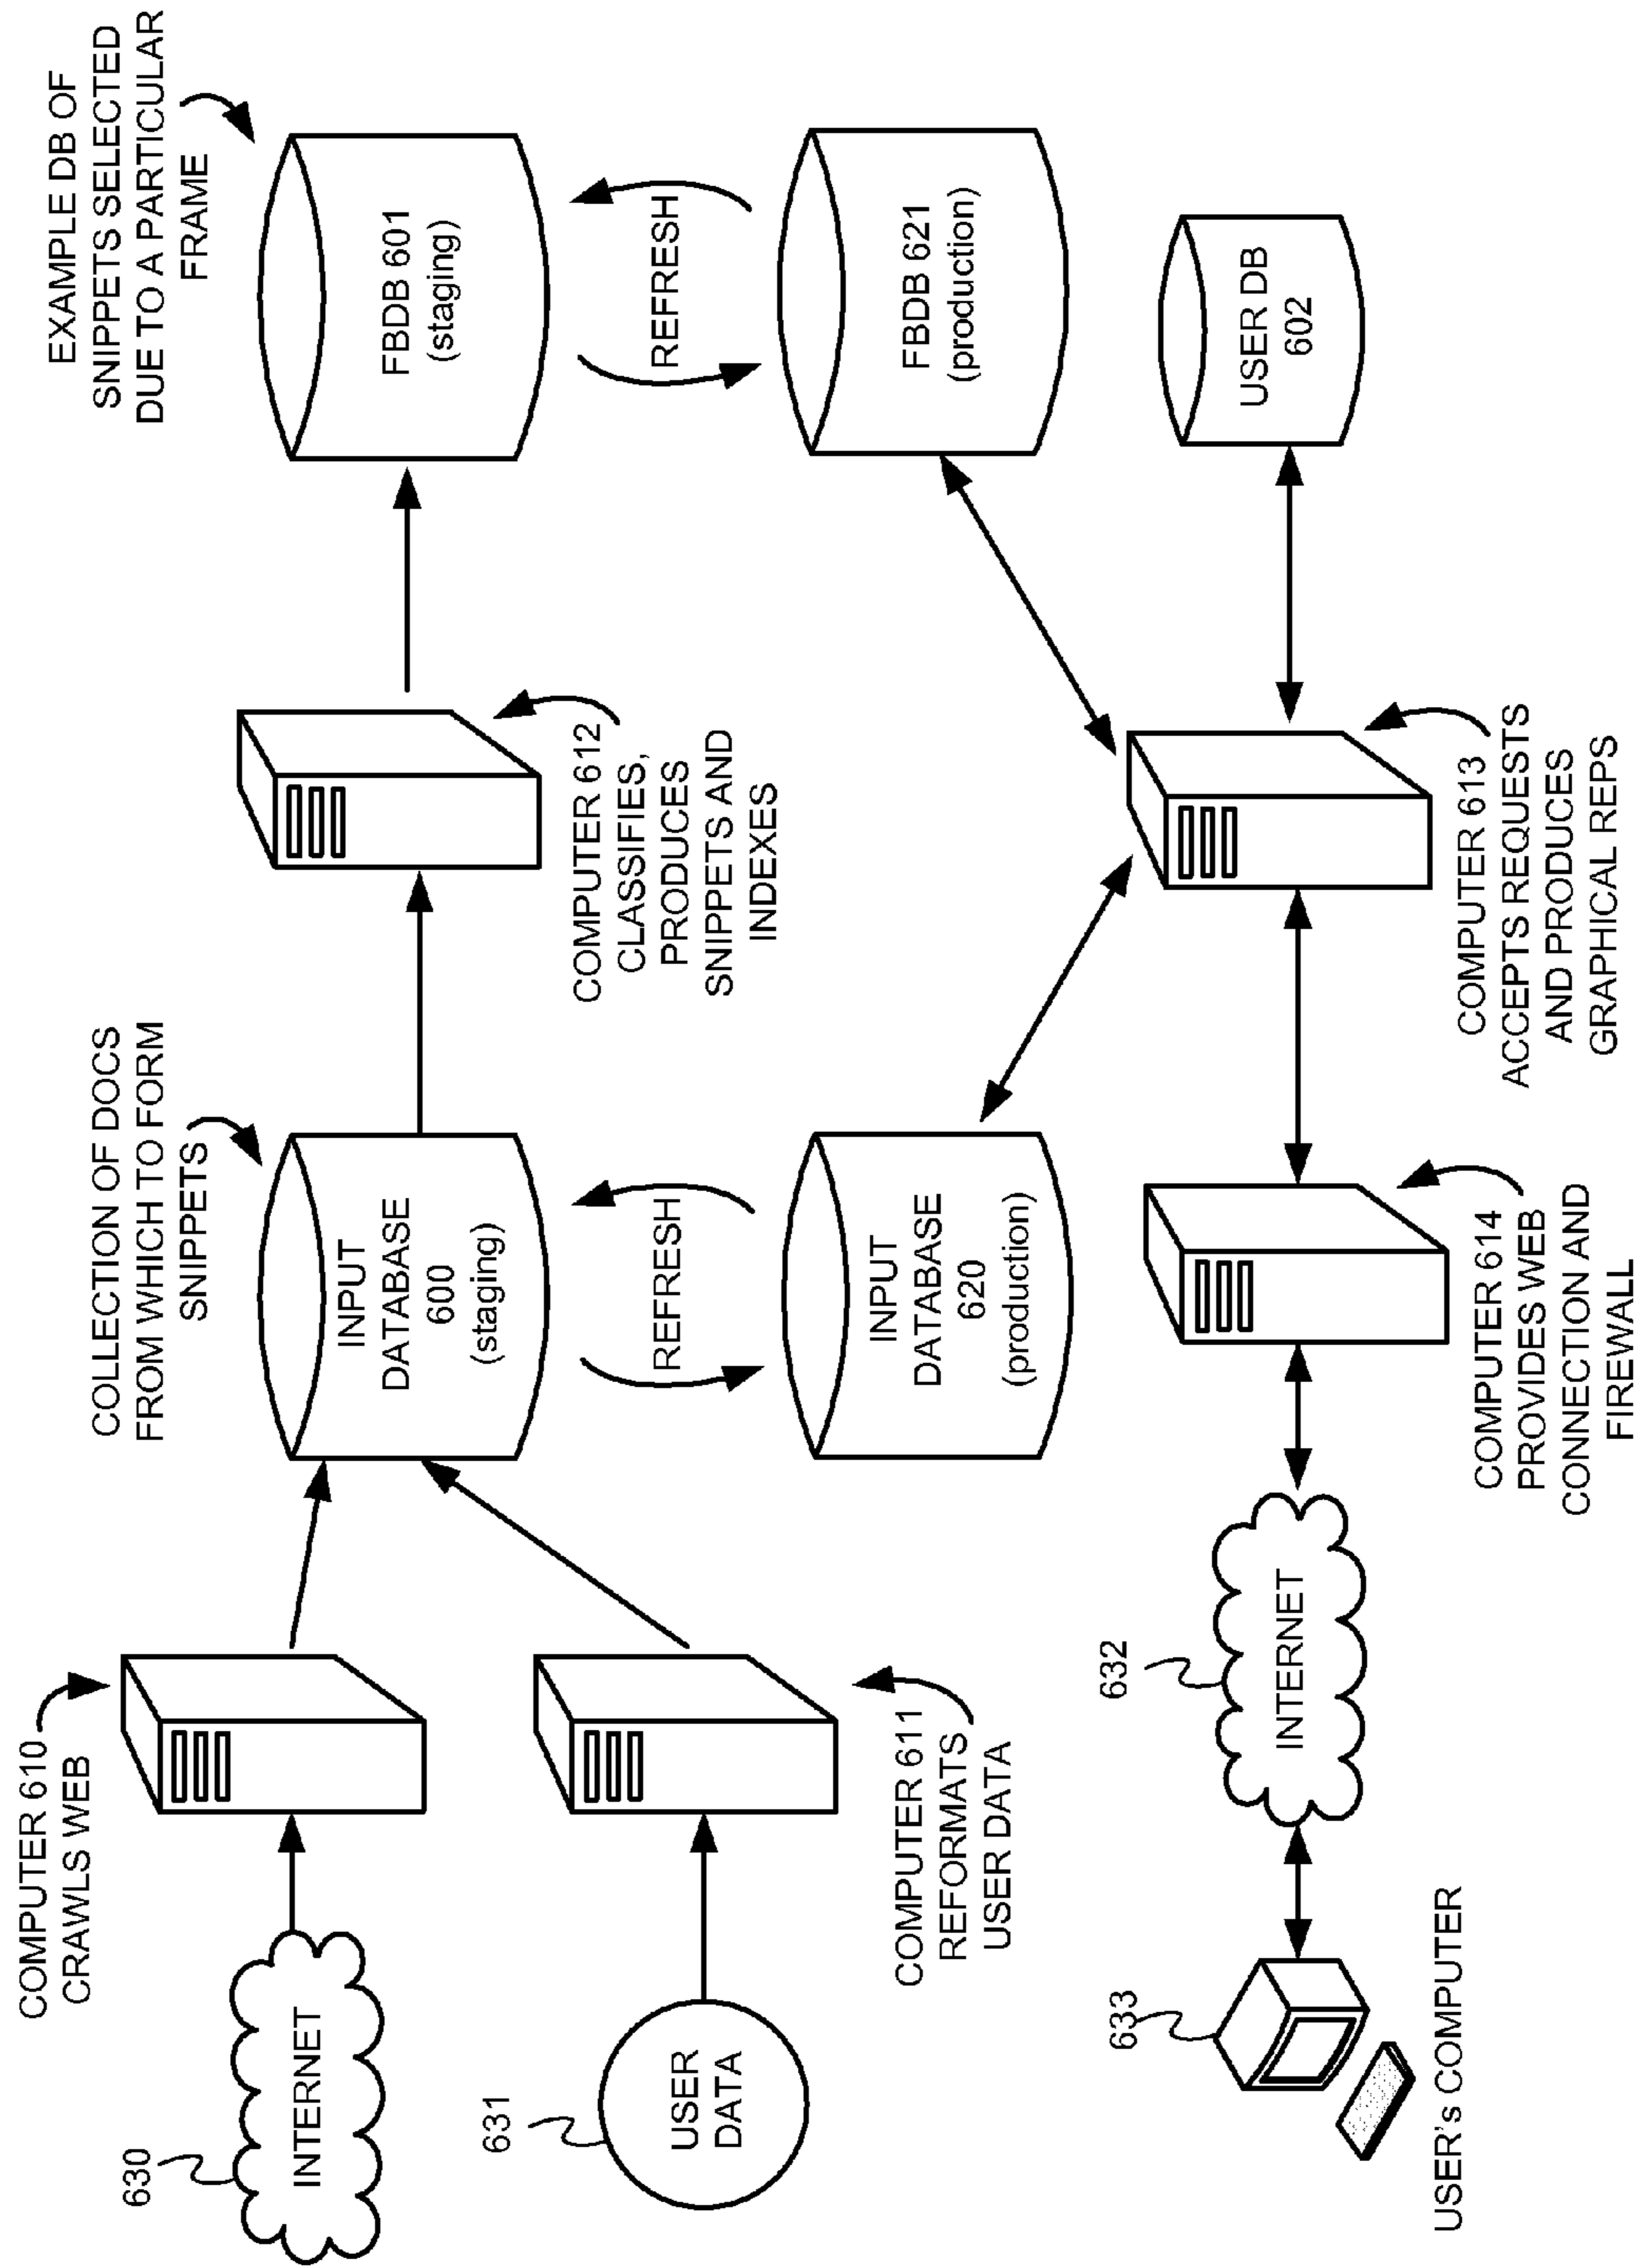 COMPUTER 610
CRAWLS WEB
630
INTERNET
631
USER
DATA
COMPUTER 611
REFORMATS
USER DATA
COLLECTION OF DOCS
FROM WHICH TO FORM
SNIPPETS
INPUT
DATABASE
600
(staging)
REFRESH
INPUT
DATABASE
620
(production)
COMPUTER 612
CLASSIFIES,
PRODUCES
SNIPPETS AND
INDEXES
EXAMPLE DB OF
SNIPPETS SELECTED
DUE TO A PARTICULAR
FRAME
FBDB 601
(staging)
REFRESH
FBDB 621
(production)
USER DB
602
633
USER's COMPUTER
632
INTERNET
COMPUTER 614
PROVIDES WEB
CONNECTION AND
FIREWALL
COMPUTER 613
ACCEPTS REQUESTS
AND PRODUCES
GRAPHICAL REPS